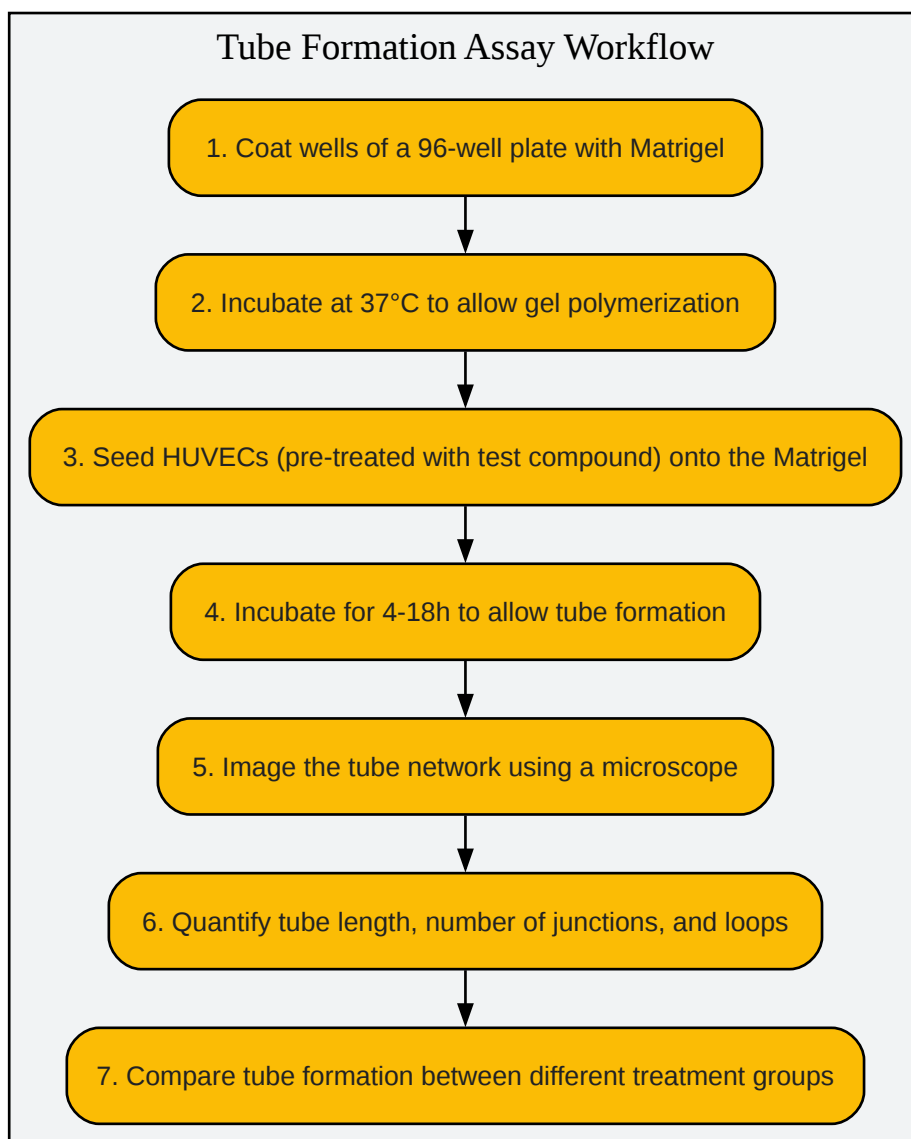 Tube Formation Assay Workflow
1. Coat wells of a 96-well plate with Matrigel
2. Incubate at 37°C to allow gel polymerization
3. Seed HUVECs (pre-treated with test compound) onto the Matrigel
4. Incubate for 4-18h to allow tube formation
5. Image the tube network using a microscope
6. Quantify tube length, number of junctions, and loops
7. Compare tube formation between different treatment groups